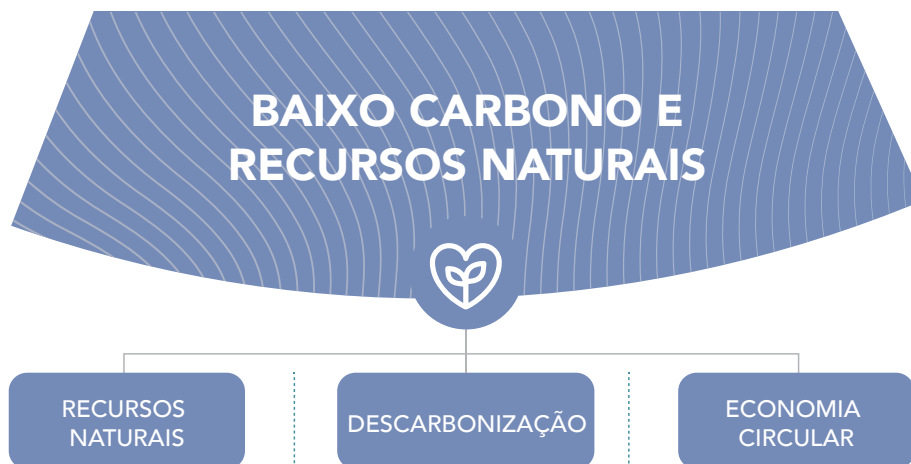 BAIXO CARBONO E
RECURSOS NATURAIS
RECURSOS
NATURAIS
DESCARBONIZAÇÃO
ECONOMIA
CIRCULAR